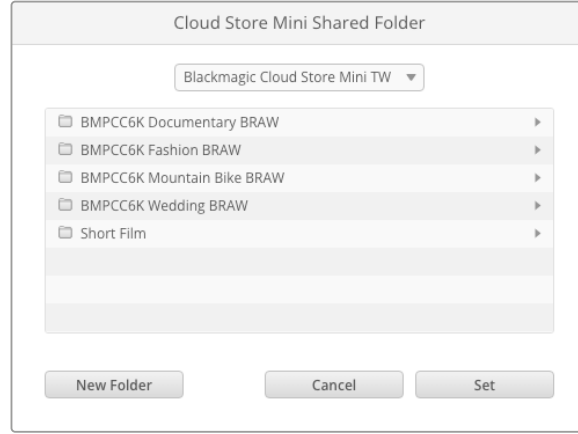 Cloud Store Mini Shared Folder
Blackmagic Cloud Store Mini TW
BMPCC6K Documentary BRAW
BMPCC6K Fashion BRAW
BMPCC6K Mountain Bike BRAW
BMPCC6K Wedding BRAW
Short Film
New Folder Cancel Set